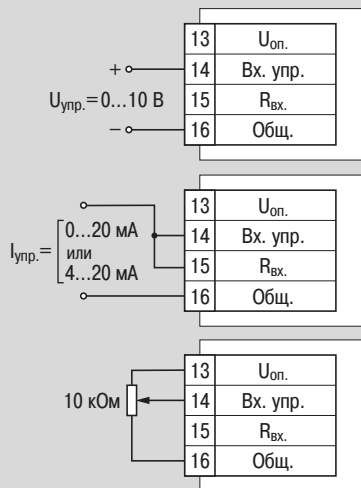 13 Uоп.
+ 14 Вх. упр.
Uупр.=0...10 В 15 Rвх.
− 16 Общ.
13 Uоп.
0...20 мА 14 Вх. упр.
Iупр.= или 15 Rвх.
4...20 мА 16 Общ.
13 Uоп.
10 кОм 14 Вх. упр.
15 Rвх.
16 Общ.